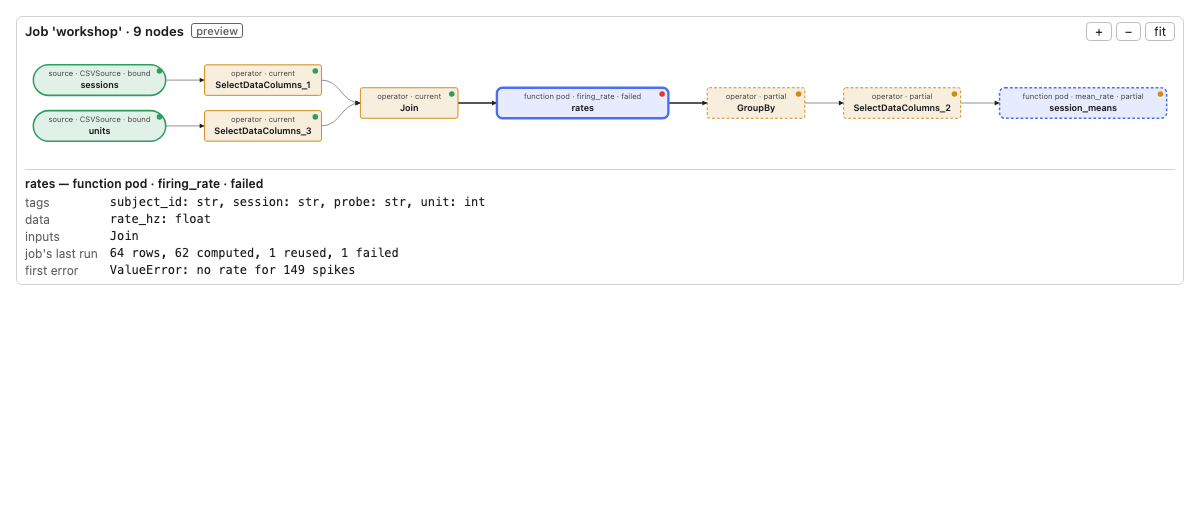 Job 'workshop' · 9 nodes preview + − fit
source · CSVSource · bound
sessions
operator · current
SelectDataColumns_1
source · CSVSource · bound
units
operator · current
SelectDataColumns_3
operator · current
Join
function pod · firing_rate · failed
rates
operator · partial
GroupBy
operator · partial
SelectDataColumns_2
function pod · mean_rate · partial
session_means
rates — function pod · firing_rate · failed
tags subject_id: str, session: str, probe: str, unit: int
data rate_hz: float
inputs Join
job's last run 64 rows, 62 computed, 1 reused, 1 failed
first error ValueError: no rate for 149 spikes